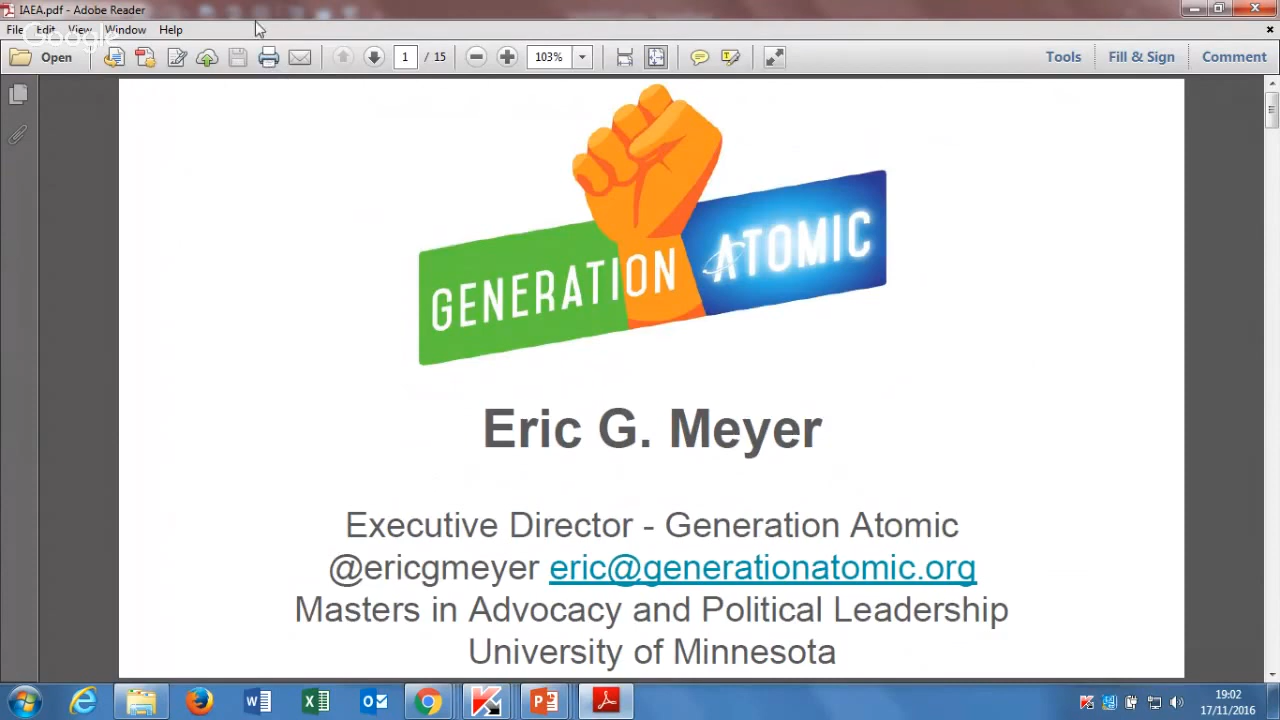 IAEA.pdf - Adobe Reader
File Edit View Window Help
Google
Open 1 / 15 103% Tools Fill & Sign Comment
GENERATION ATOMIC
Eric G. Meyer
Executive Director - Generation Atomic
@ericgmeyer eric@generationatomic.org
Masters in Advocacy and Political Leadership
University of Minnesota
19:02
17/11/2016